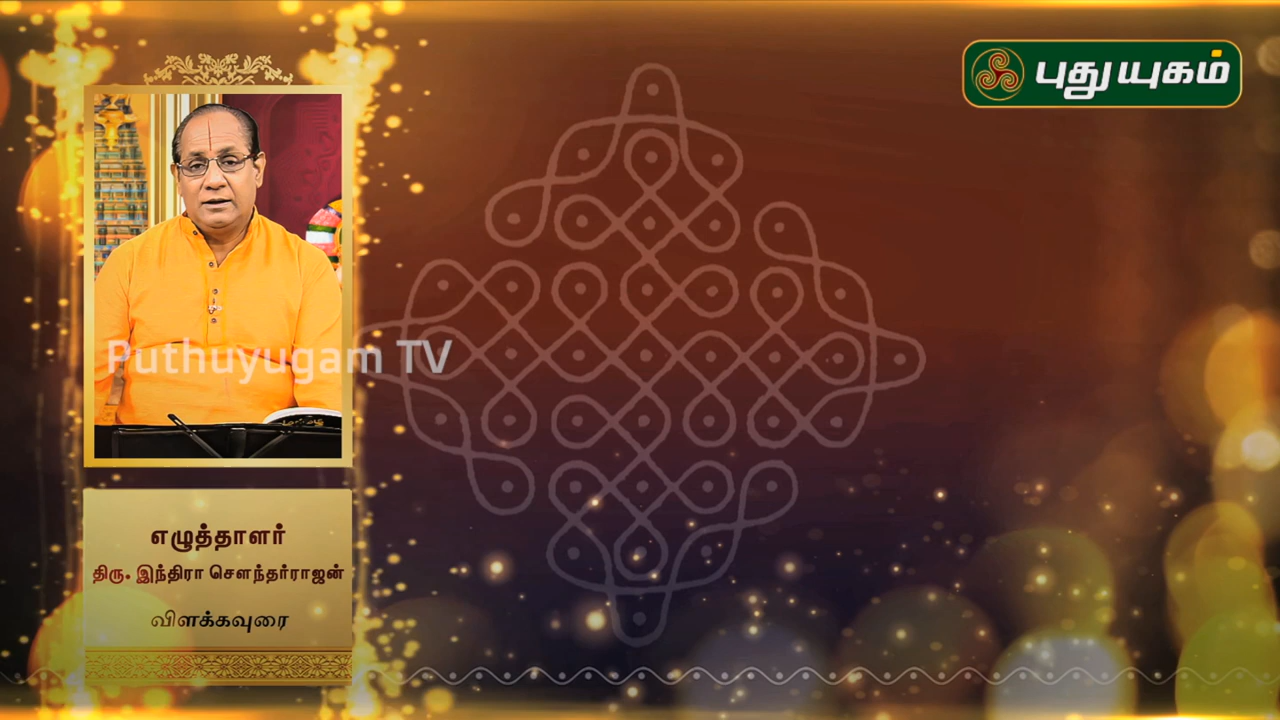 புதுயுகம்
Puthuyugam TV
எழுத்தாளர்
திரு. இந்திரா சௌந்தர்ராஜன்
விளக்கவுரை